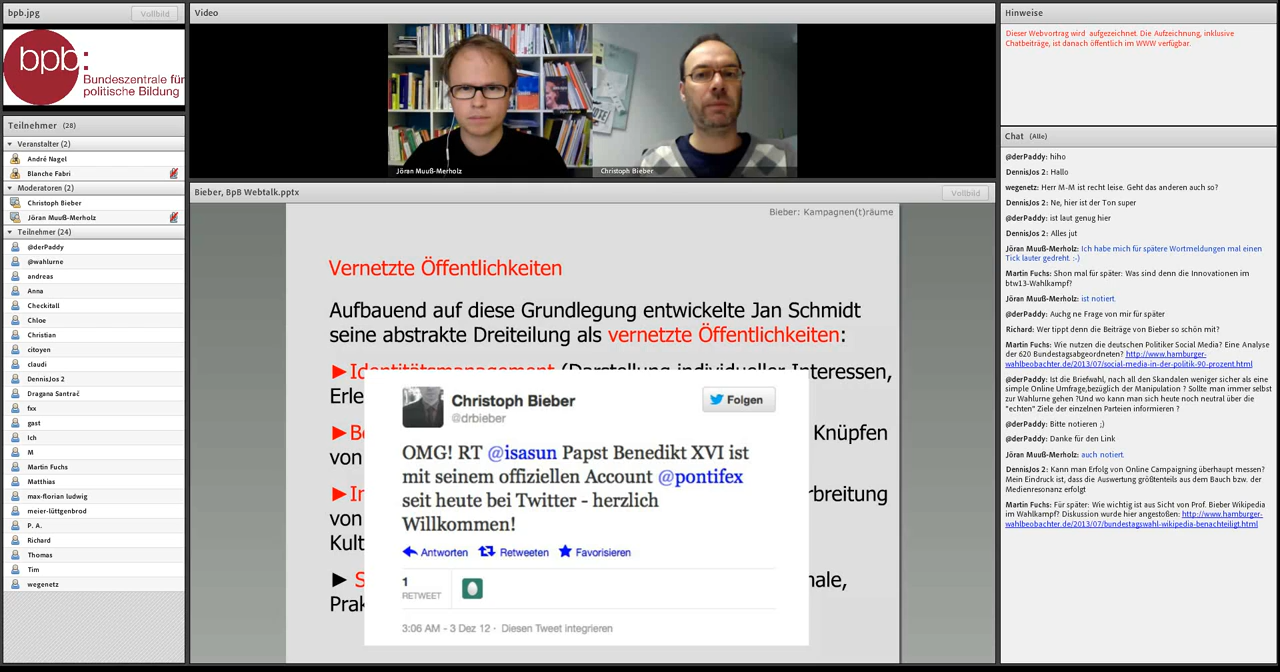 bpb.jpg
Vollbild
bpb:
Bundeszentrale für
politische Bildung
Teilnehmer (28)
Veranstalter (2)
André Nagel
Blanche Fabri
Moderatoren (2)
Christoph Bieber
Jöran Muuß-Merholz
Teilnehmer (24)
@derPaddy
@wahlurne
andreas
Anna
Checkitall
Chloe
Christian
citoyen
claudi
DennisJos 2
Dragana Santrač
fxx
gast
Ich
M
Martin Fuchs
Matthias
max-florian ludwig
meier-lüttgenbrod
P. A.
Richard
Thomas
Tim
wegenetz
Video
Jöran Muuß-Merholz
Christoph Bieber
Bieber, BpB Webtalk.pptx
Vollbild
Bieber: Kampagnen(t)räume
Vernetzte Öffentlichkeiten
Aufbauend auf diese Grundlegung entwickelte Jan Schmidt
seine abstrakte Dreiteilung als vernetzte Öffentlichkeiten:
►Identitätsmanagement (Darstellung individueller Interessen,
Erle
►B Knüpfen
von
►In rbreitung
von
Kult
► S nale,
Prak
Christoph Bieber
@drbieber
Folgen
OMG! RT @isasun Papst Benedikt XVI ist
mit seinem offiziellen Account @pontifex
seit heute bei Twitter - herzlich
Willkommen!
Antworten Retweeten Favorisieren
1
RETWEET
3:06 AM - 3 Dez 12 · Diesen Tweet integrieren
Hinweise
Dieser Webvortrag wird aufgezeichnet. Die Aufzeichnung, inklusive
Chatbeiträge, ist danach öffentlich im WWW verfügbar.
Chat (Alle)
@derPaddy: hiho
DennisJos 2: Hallo
wegenetz: Herr M-M ist recht leise. Geht das anderen auch so?
DennisJos 2: Ne, hier ist der Ton super
@derPaddy: ist laut genug hier
DennisJos 2: Alles jut
Jöran Muuß-Merholz: Ich habe mich für spätere Wortmeldungen mal einen
Tick lauter gedreht. :-)
Martin Fuchs: Shon mal für später: Was sind denn die Innovationen im
btw13-Wahlkampf?
Jöran Muuß-Merholz: ist notiert.
@derPaddy: Auchg ne Frage von mir für später
Richard: Wer tippt denn die Beiträge von Bieber so schön mit?
Martin Fuchs: Wie nutzen die deutschen Politiker Social Media? Eine Analyse
der 620 Bundestagsabgeordneten? http://www.hamburger-
wahlbeobachter.de/2013/07/social-media-in-der-politik-90-prozent.html
@derPaddy: Ist die Briefwahl, nach all den Skandalen weniger sicher als eine
simple Online Umfrage,bezüglich der Manipulation ? Sollte man immer selbst
zur Wahlurne gehen ?Und wo kann man sich heute noch neutral über die
"echten" Ziele der einzelnen Parteien informieren ?
@derPaddy: Bitte notieren ;)
@derPaddy: Danke für den Link
Jöran Muuß-Merholz: auch notiert.
DennisJos 2: Kann man Erfolg von Online Campaigning überhaupt messen?
Mein Eindruck ist, dass die Auswertung größtenteils aus dem Bauch bzw. der
Medienresonanz erfolgt
Martin Fuchs: Für später: Wie wichtig ist aus Sicht von Prof. Bieber Wikipedia
im Wahlkampf? Diskussion wurde hier angestoßen: http://www.hamburger-
wahlbeobachter.de/2013/07/bundestagswahl-wikipedia-benachteiligt.html